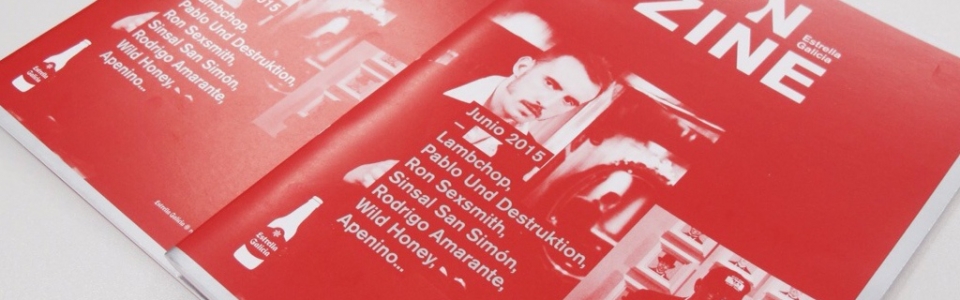 2015
Lambchop,
Pablo Und Destruktion,
Ron Sexsmith,
Sinsal San Simón,
Rodrigo Amarante,
Wild Honey,
Apenino...
Estrella
Galicia
N
ZINE
Estrella
Galicia
Junio 2015
–
Lambchop,
Pablo Und Destruktion,
Ron Sexsmith,
Sinsal San Simón,
Rodrigo Amarante,
Wild Honey,
Apenino...
Estrella
Galicia